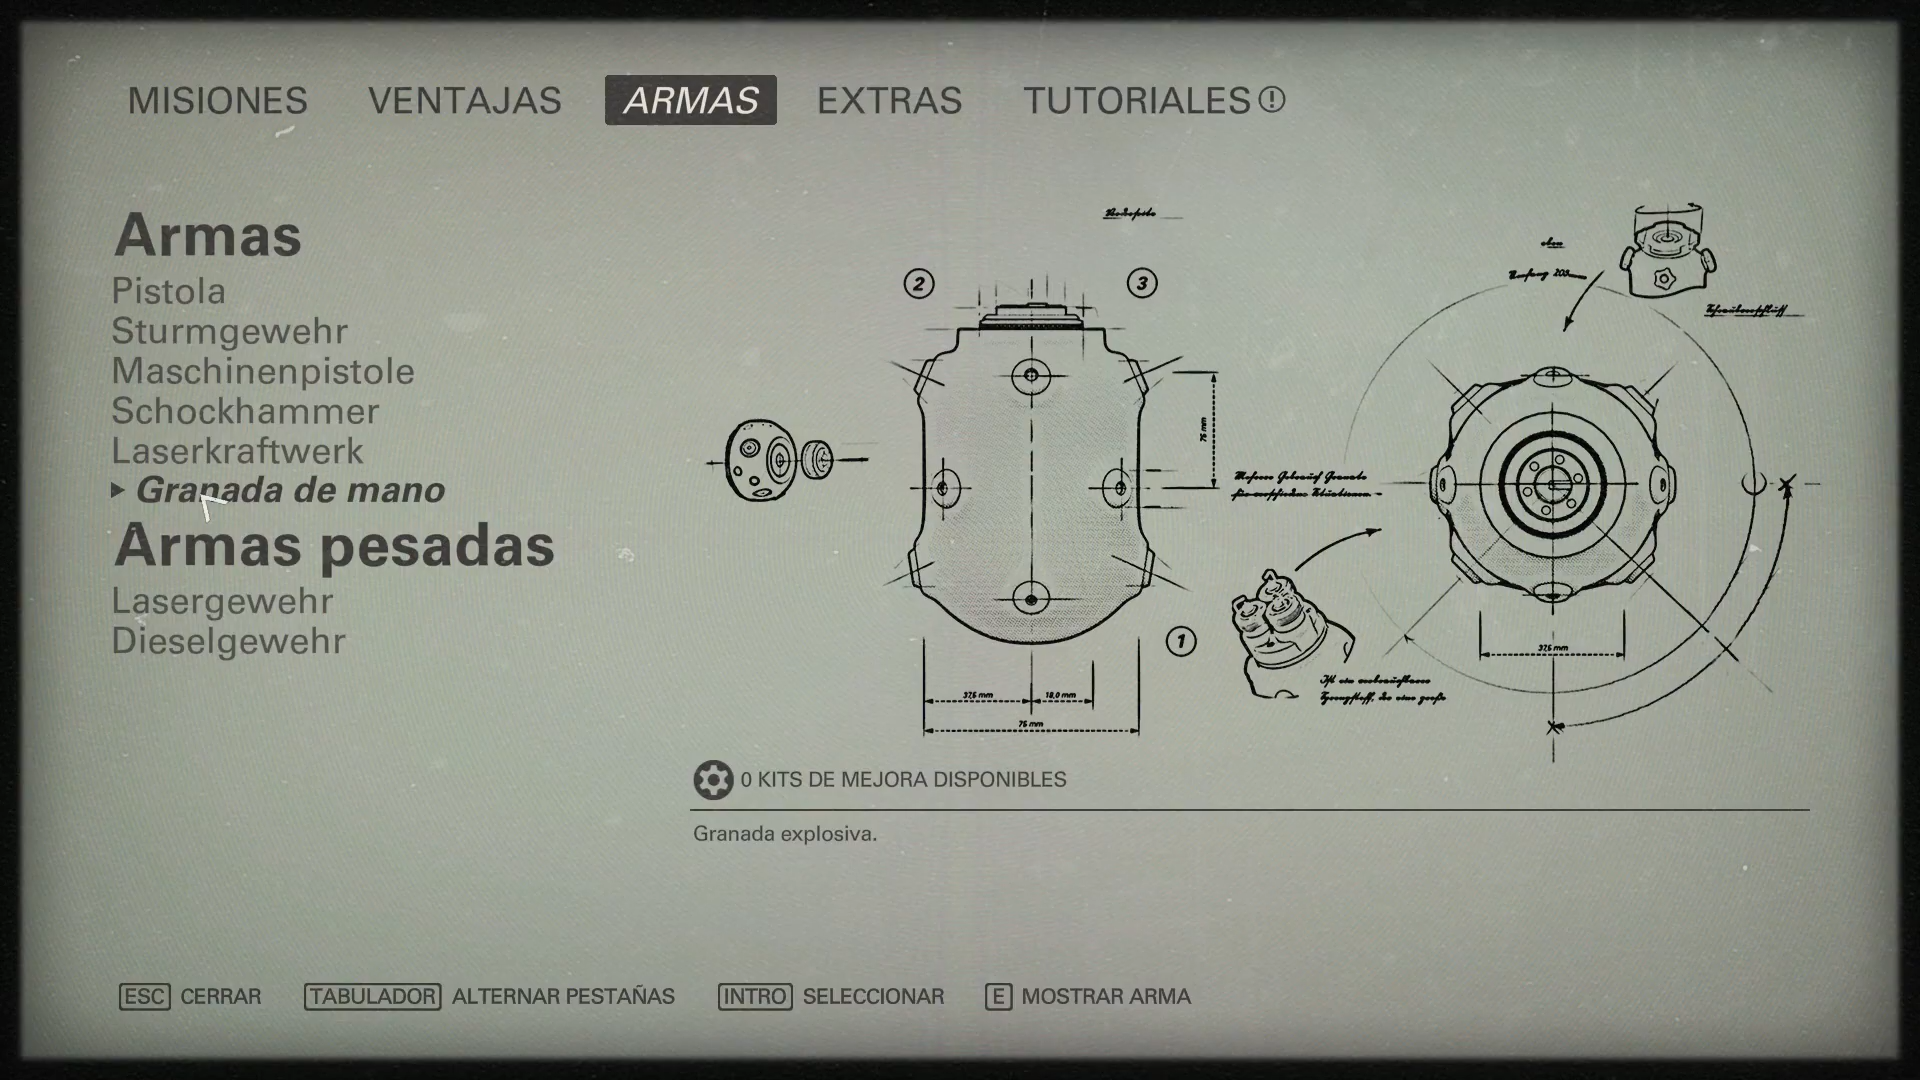 MISIONES VENTAJAS ARMAS EXTRAS TUTORIALES
Armas
Pistola
Sturmgewehr
Maschinenpistole
Schockhammer
Laserkraftwerk
Granada de mano
Armas pesadas
Lasergewehr
Dieselgewehr
2
3
75 mm
1
37,5 mm 18,0 mm
75 mm
37,5 mm
0 KITS DE MEJORA DISPONIBLES
Granada explosiva.
ESC CERRAR TABULADOR ALTERNAR PESTAÑAS INTRO SELECCIONAR E MOSTRAR ARMA